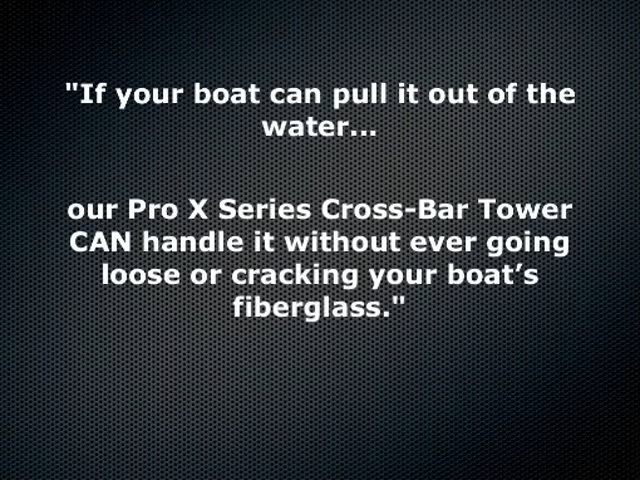 "If your boat can pull it out of the
water...
our Pro X Series Cross-Bar Tower
CAN handle it without ever going
loose or cracking your boat’s
fiberglass."